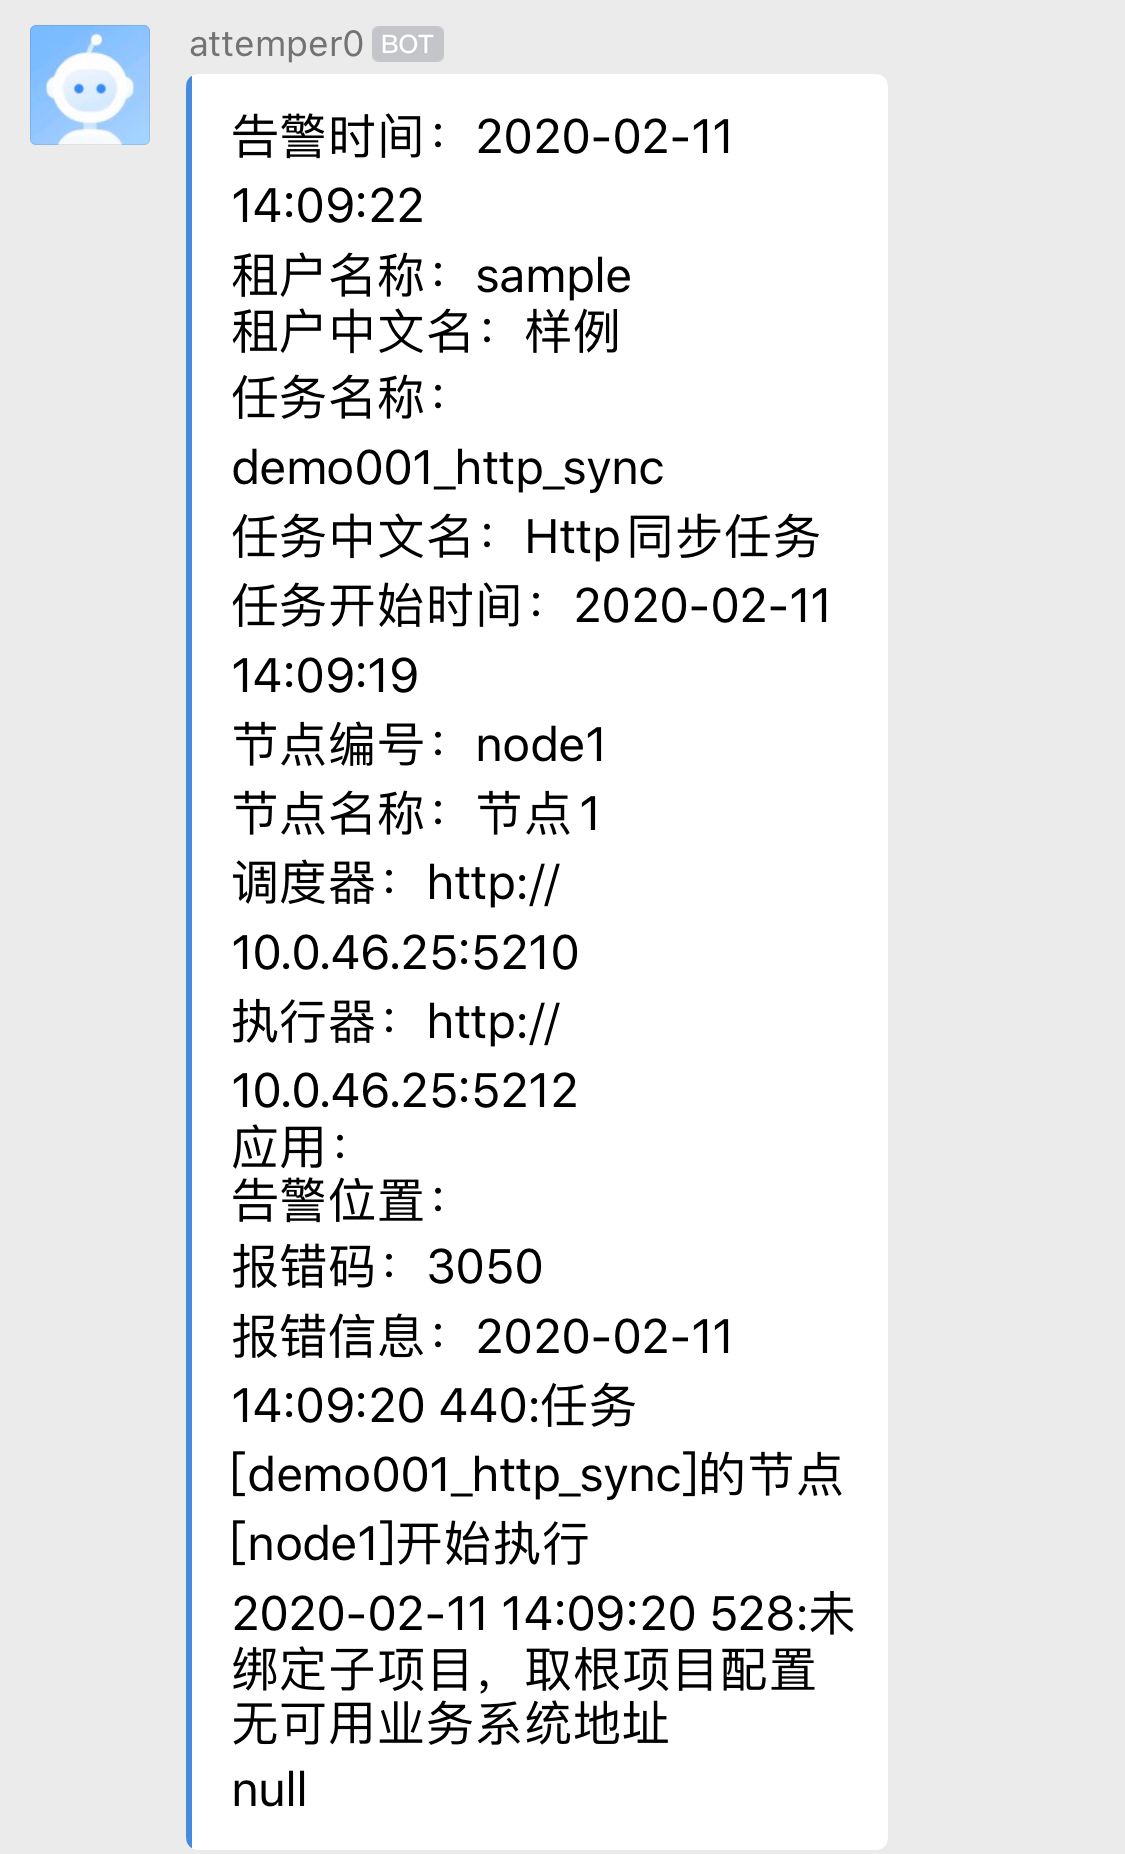 attemper0 BOT
告警时间：2020-02-11
14:09:22
租户名称：sample
租户中文名：样例
任务名称：
demo001_http_sync
任务中文名：Http同步任务
任务开始时间：2020-02-11
14:09:19
节点编号：node1
节点名称：节点1
调度器：http://
10.0.46.25:5210
执行器：http://
10.0.46.25:5212
应用：
告警位置：
报错码：3050
报错信息：2020-02-11
14:09:20 440:任务
[demo001_http_sync]的节点
[node1]开始执行
2020-02-11 14:09:20 528:未
绑定子项目，取根项目配置
无可用业务系统地址
null